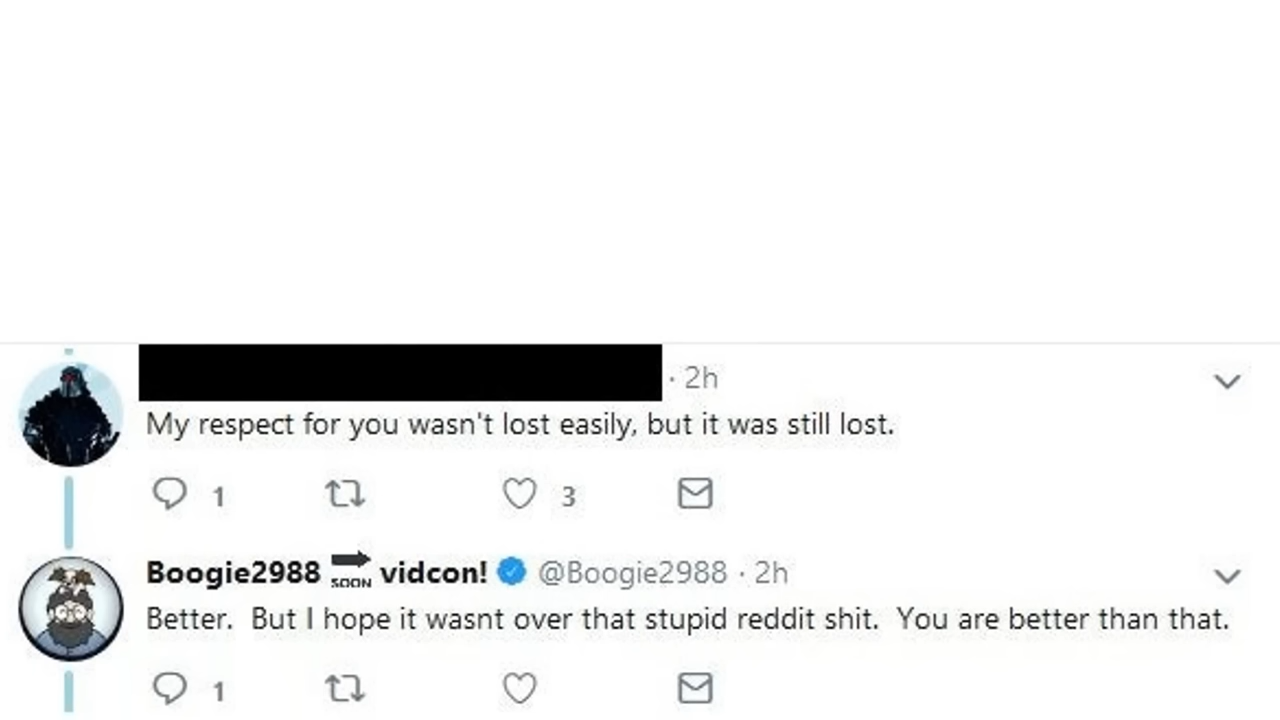 · 2h
My respect for you wasn't lost easily, but it was still lost.
1 3
Boogie2988 SOON vidcon! @Boogie2988 · 2h
Better. But I hope it wasnt over that stupid reddit shit. You are better than that.
1